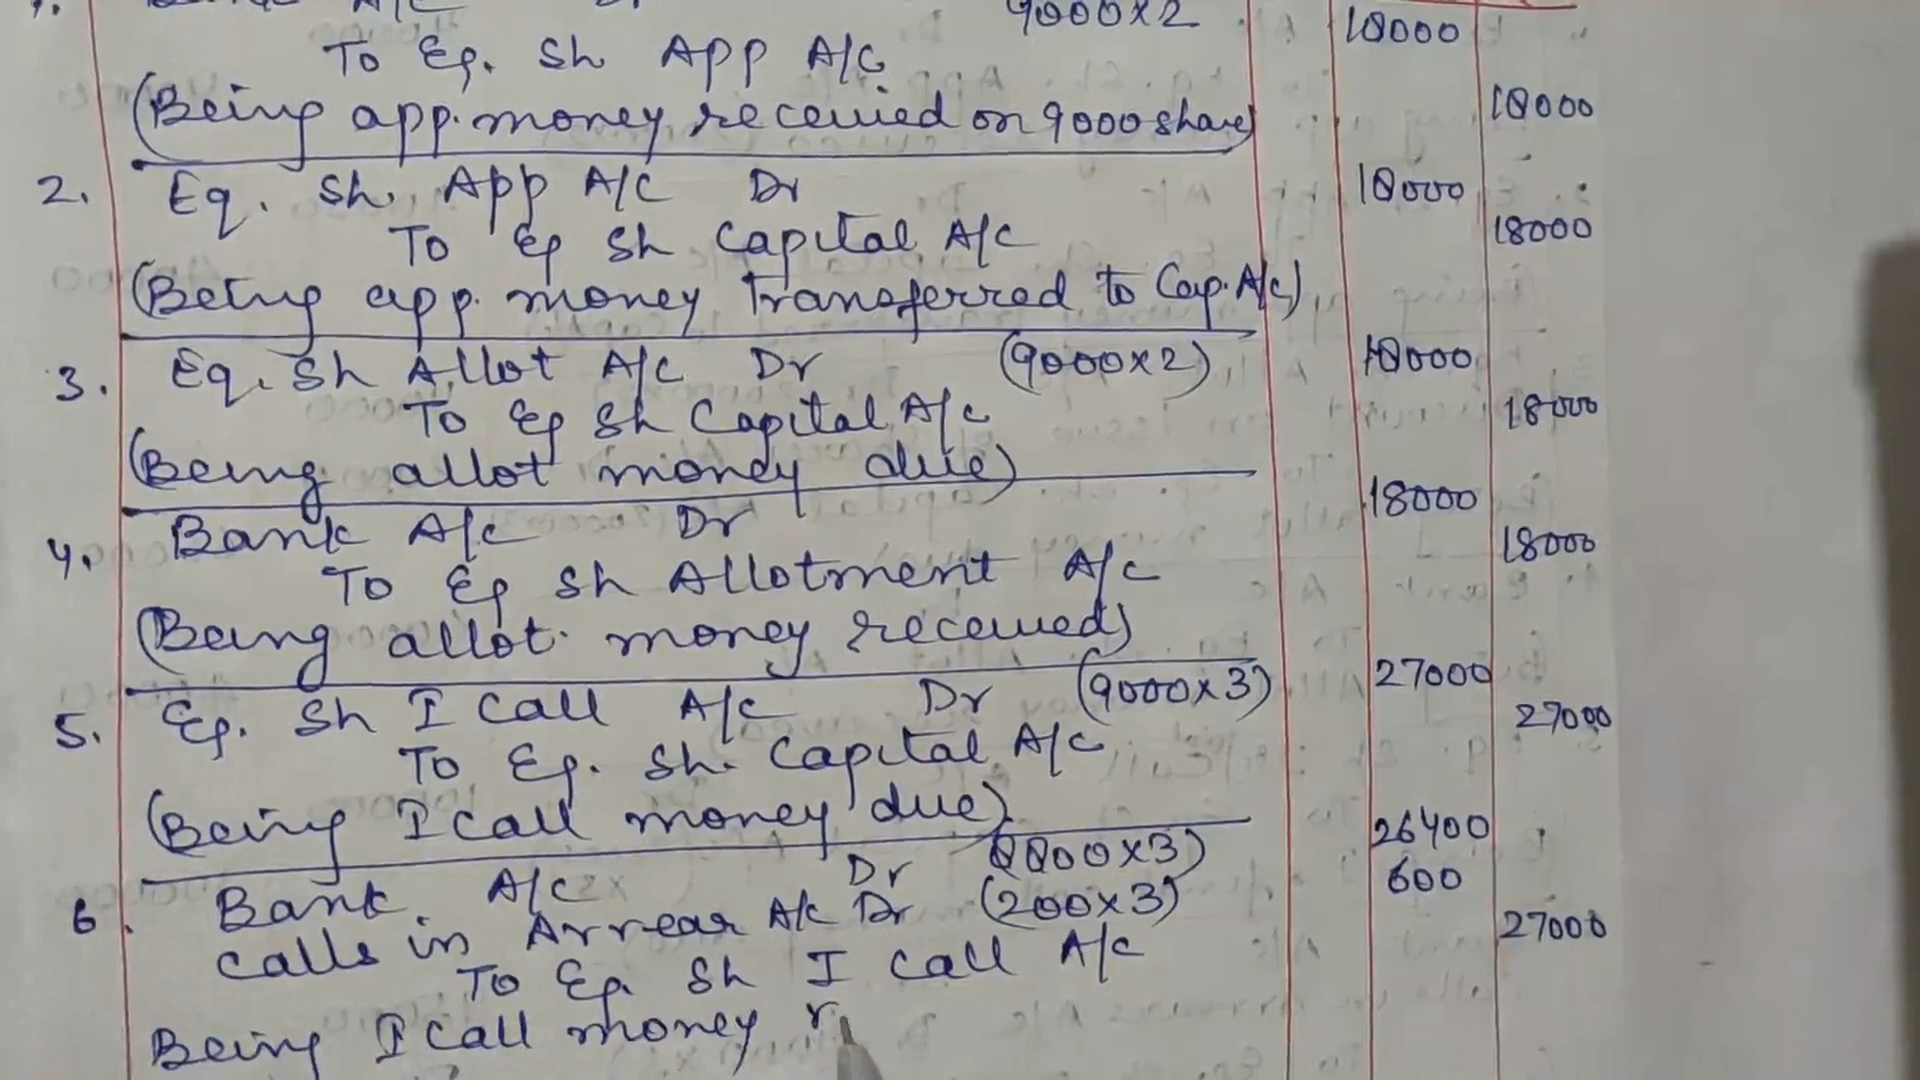 9000x2 18000
To Eq. Sh App A/C 18000
(Being app. money received on 9000 share)
2. Eq. Sh. App A/C Dr 18000
To Eq Sh Capital A/C 18000
(Being app. money Transferred to Cap. A/c)
3. Eq. Sh Allot A/c Dr (9000x2) 18000
To Eq Sh Capital A/c 18000
(Being allot money due)
4. Bank A/c Dr 18000
To Eq Sh Allotment A/c 18000
(Being allot. money received)
5. Eq. Sh I Call A/c Dr (9000x3) 27000
To Eq. Sh. Capital A/c 27000
(Being I call money due)
6. Bank. A/c Dr 8800x3) 26400
calls in Arrear A/c Dr (200x3) 600
To Eq. Sh I Call A/c 27000
Being I call money r